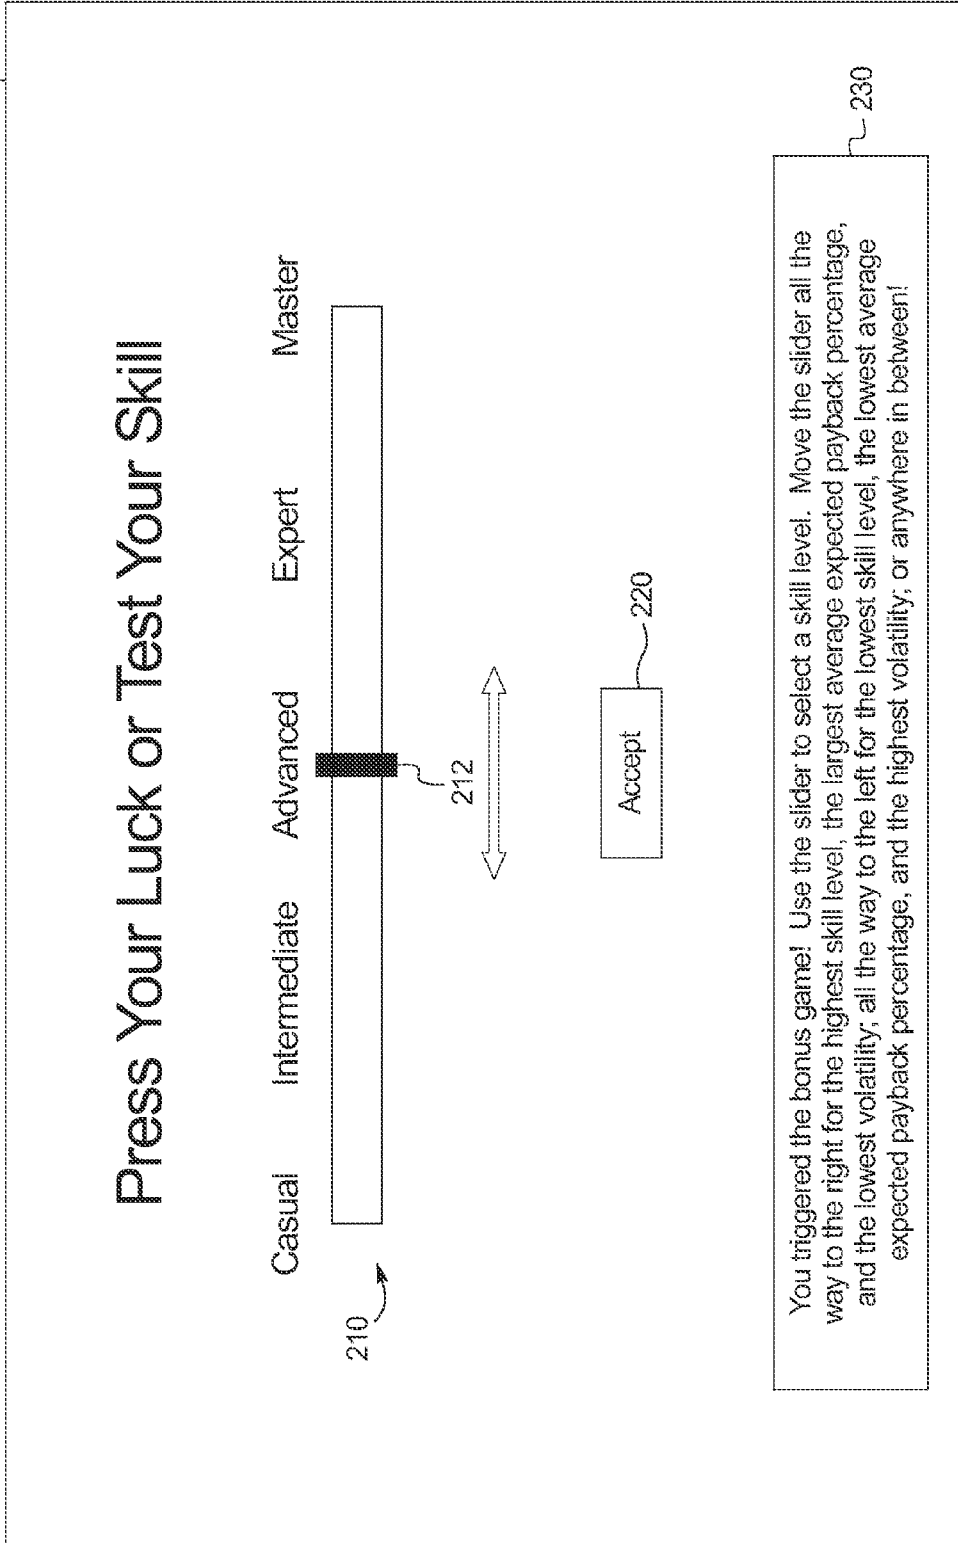 Press Your Luck or Test Your Skill
Casual Intermediate Advanced Expert Master
210
212
Accept
220
230
You triggered the bonus game! Use the slider to select a skill level. Move the slider all the
way to the right for the highest skill level, the largest average expected payback percentage,
and the lowest volatility; all the way to the left for the lowest skill level, the lowest average
expected payback percentage, and the highest volatility; or anywhere in between!